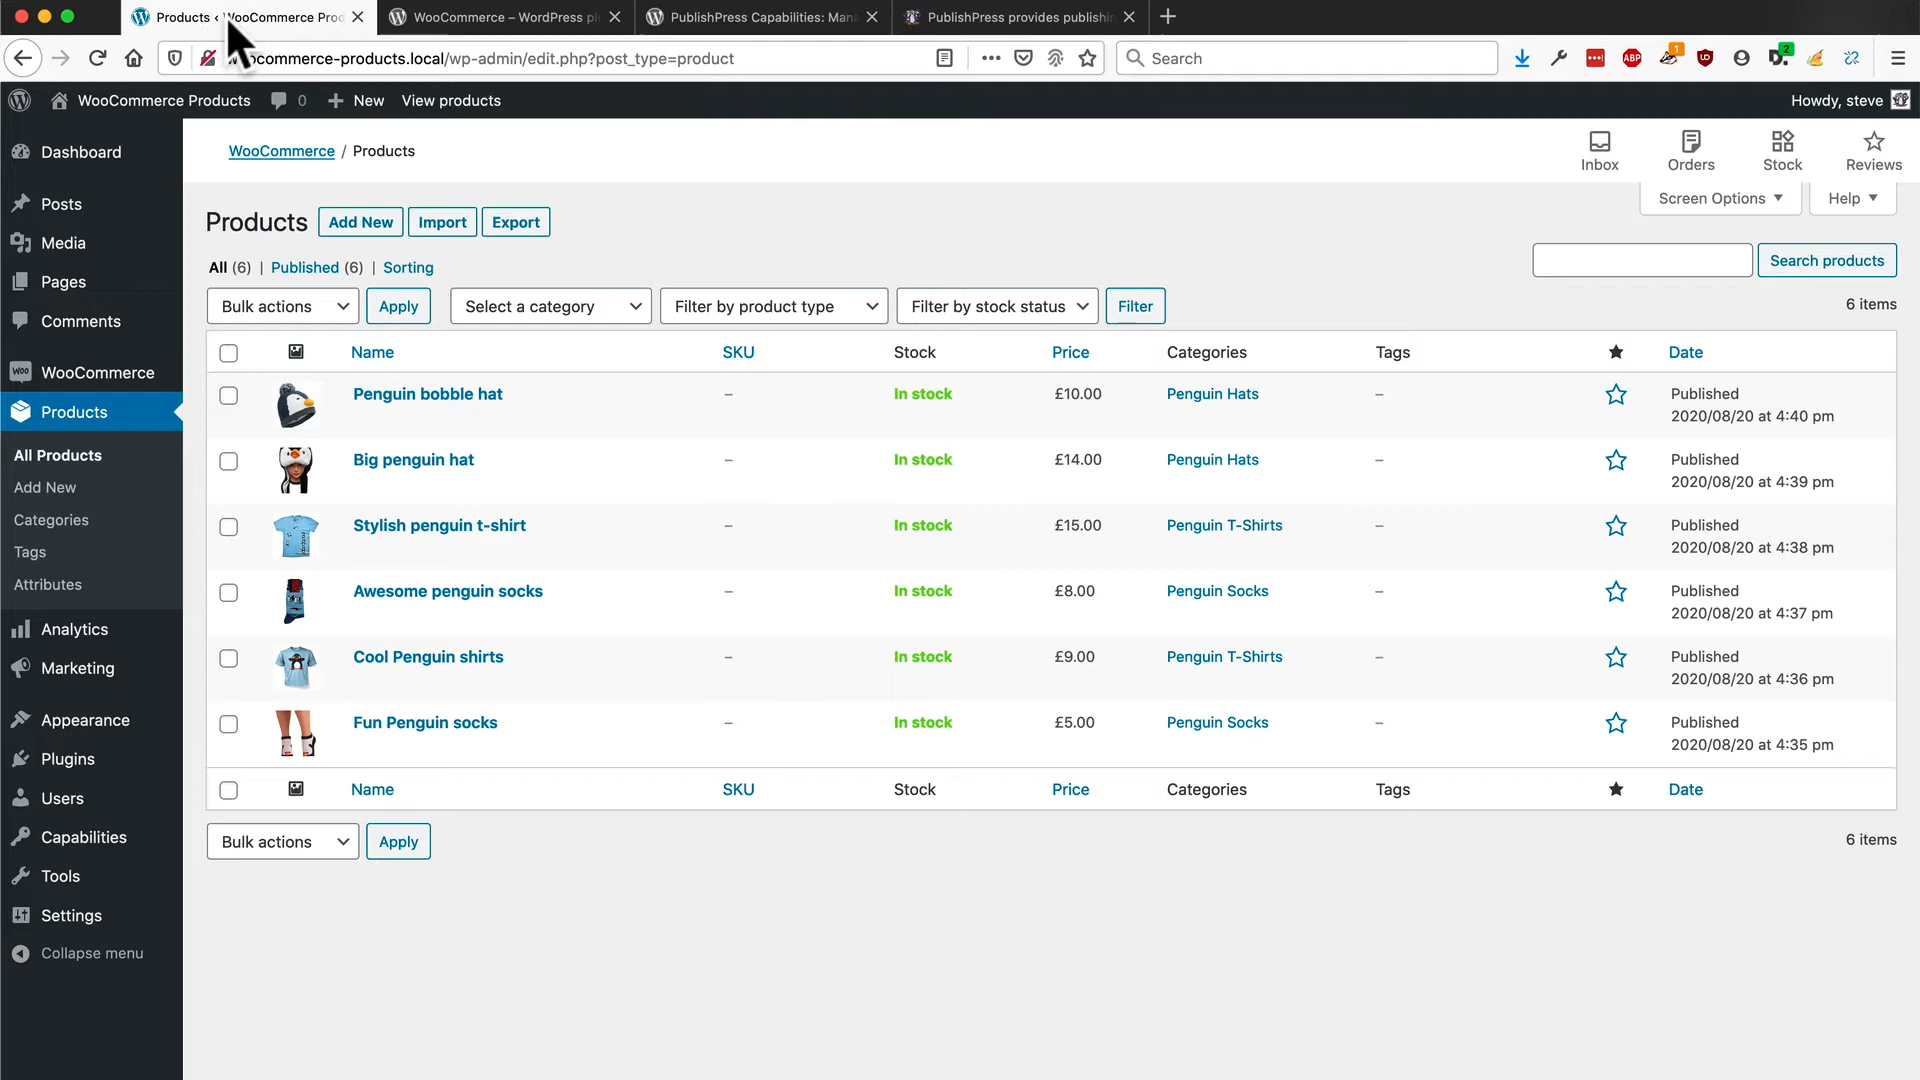 Products ‹ WooCommerce Prod
WooCommerce – WordPress pl
PublishPress Capabilities: Man
PublishPress provides publishin
commerce-products.local/wp-admin/edit.php?post_type=product
Search
ABP
1
2
WooCommerce Products
0
New
View products
Howdy, steve
Dashboard
Posts
Media
Pages
Comments
WooCommerce
Products
All Products
Add New
Categories
Tags
Attributes
Analytics
Marketing
Appearance
Plugins
Users
Capabilities
Tools
Settings
Collapse menu
WooCommerce / Products
Inbox
Orders
Stock
Reviews
Screen Options
Help
Products
Add New
Import
Export
All (6) | Published (6) | Sorting
Search products
Bulk actions
Apply
Select a category
Filter by product type
Filter by stock status
Filter
6 items
Name SKU Stock Price Categories Tags Date
Penguin bobble hat – In stock £10.00 Penguin Hats – Published
2020/08/20 at 4:40 pm
Big penguin hat – In stock £14.00 Penguin Hats – Published
2020/08/20 at 4:39 pm
Stylish penguin t-shirt – In stock £15.00 Penguin T-Shirts – Published
2020/08/20 at 4:38 pm
Awesome penguin socks – In stock £8.00 Penguin Socks – Published
2020/08/20 at 4:37 pm
Cool Penguin shirts – In stock £9.00 Penguin T-Shirts – Published
2020/08/20 at 4:36 pm
Fun Penguin socks – In stock £5.00 Penguin Socks – Published
2020/08/20 at 4:35 pm
Name SKU Stock Price Categories Tags Date
Bulk actions
Apply
6 items